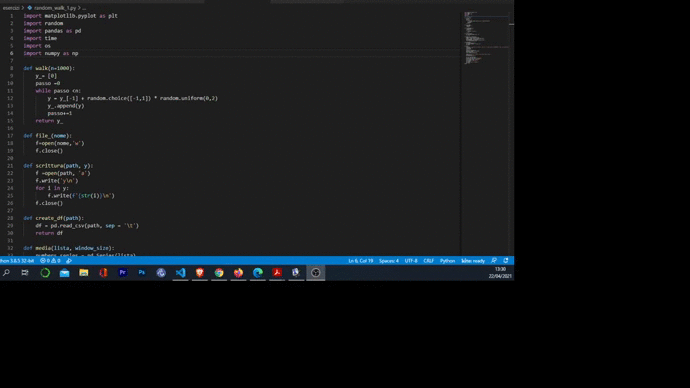 esercizi > random_walk_1.py > ...
1 import matplotlib.pyplot as plt
2 import random
3 import pandas as pd
4 import time
5 import os
6 import numpy as np
7
8 def walk(n=1000):
9 y_= [0]
10 passo =0
11 while passo <n:
12 y = y_[-1] + random.choice([-1,1]) * random.uniform(0,2)
13 y_.append(y)
14 passo+=1
15 return y_
16
17 def file_(nome):
18 f=open(nome,'w')
19 f.close()
20
21 def scrittura(path, y):
22 f =open(path, 'a')
23 f.write('y\n')
24 for i in y:
25 f.write(f'{str(i)}\n')
26 f.close()
27
28 def create_df(path):
29 df = pd.read_csv(path, sep = '\t')
30 return df
31
32 def media(lista, window_size):
33 numbers_series = pd.Series(lista)
thon 3.8.5 32-bit 0 0 Ln 6, Col 19 Spaces: 4 UTF-8 CRLF Python Kite: ready
Pr Ps
13:30
22/04/2021